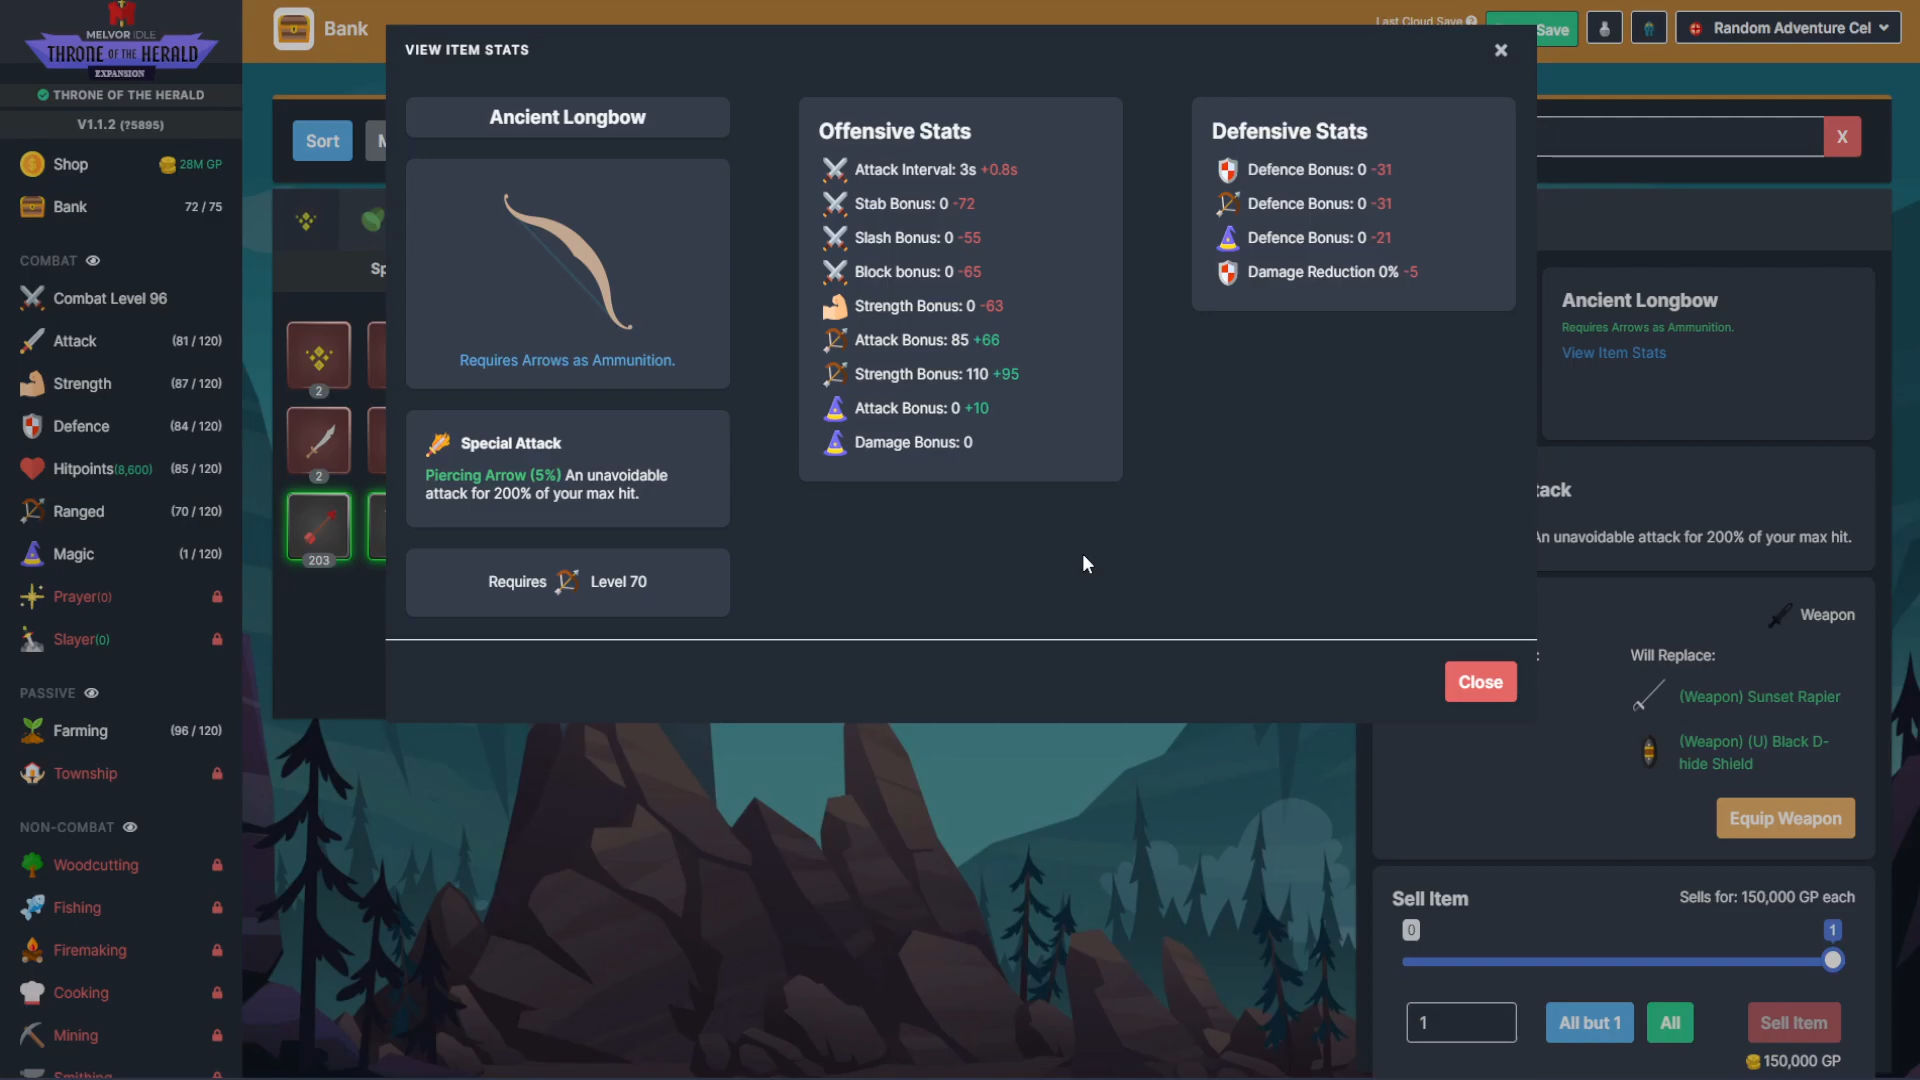 MELVOR IDLE
THRONE OF THE HERALD
EXPANSION
THRONE OF THE HERALD
V1.1.2 (?5895)
Shop 28M GP
Bank 72 / 75
COMBAT
Combat Level 96
Attack (81 / 120)
Strength (87 / 120)
Defence (84 / 120)
Hitpoints(8,600) (85 / 120)
Ranged (70 / 120)
Magic (1 / 120)
Prayer(0)
Slayer(0)
PASSIVE
Farming (96 / 120)
Township
NON-COMBAT
Woodcutting
Fishing
Firemaking
Cooking
Mining
Smithing
Bank
Last Cloud Save
Save
Random Adventure Cel
Sort
M
X
Sp
2
2
203
VIEW ITEM STATS
Ancient Longbow
Requires Arrows as Ammunition.
Special Attack
Piercing Arrow (5%) An unavoidable
attack for 200% of your max hit.
Requires Level 70
Offensive Stats
Attack Interval: 3s +0.8s
Stab Bonus: 0 -72
Slash Bonus: 0 -55
Block bonus: 0 -65
Strength Bonus: 0 -63
Attack Bonus: 85 +66
Strength Bonus: 110 +95
Attack Bonus: 0 +10
Damage Bonus: 0
Defensive Stats
Defence Bonus: 0 -31
Defence Bonus: 0 -31
Defence Bonus: 0 -21
Damage Reduction 0% -5
Close
Ancient Longbow
Requires Arrows as Ammunition.
View Item Stats
tack
An unavoidable attack for 200% of your max hit.
Weapon
: Will Replace:
(Weapon) Sunset Rapier
(Weapon) (U) Black D-
hide Shield
Equip Weapon
Sell Item Sells for: 150,000 GP each
0 1
1 All but 1 All Sell Item
150,000 GP